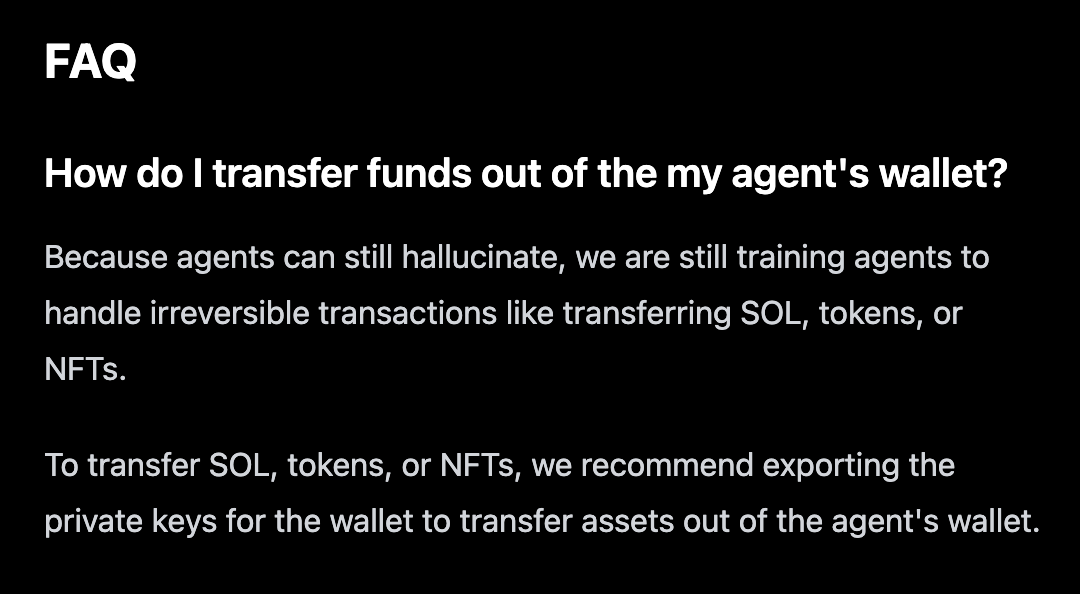 FAQ
How do I transfer funds out of the my agent's wallet?
Because agents can still hallucinate, we are still training agents to
handle irreversible transactions like transferring SOL, tokens, or
NFTs.
To transfer SOL, tokens, or NFTs, we recommend exporting the
private keys for the wallet to transfer assets out of the agent's wallet.